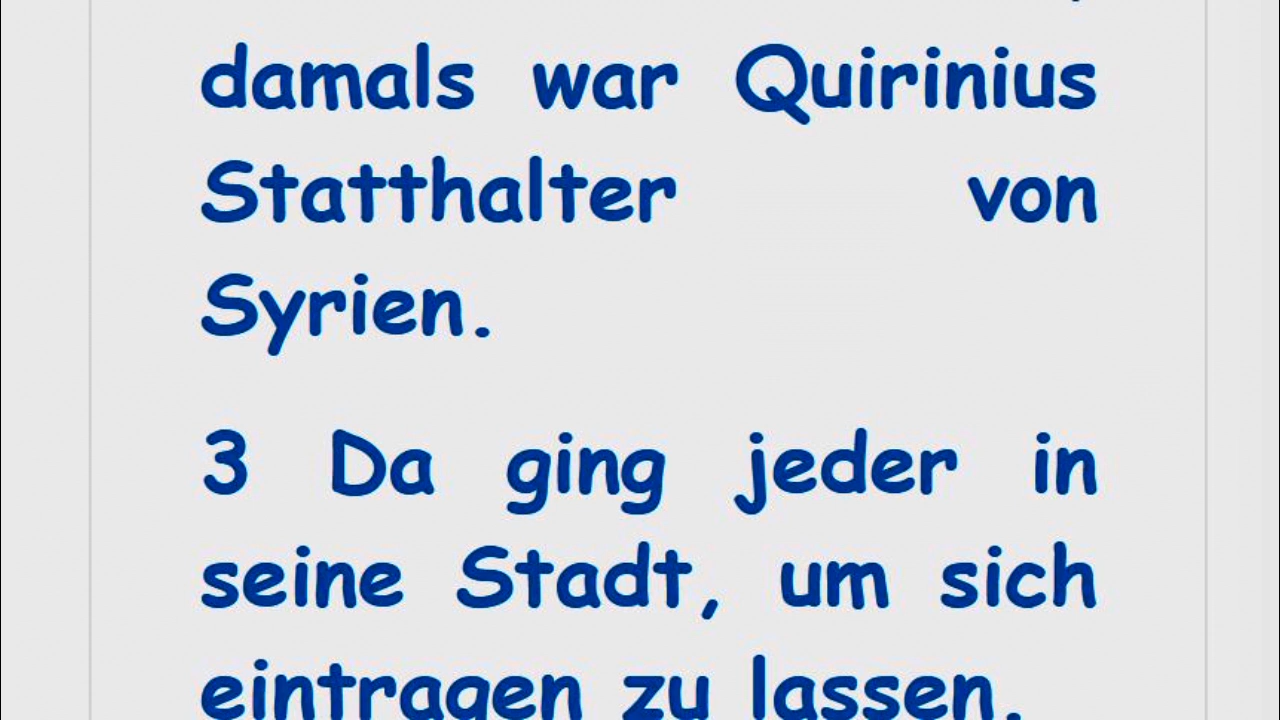 damals war Quirinius
Statthalter von
Syrien.
3 Da ging jeder in
seine Stadt, um sich
eintragen zu lassen.